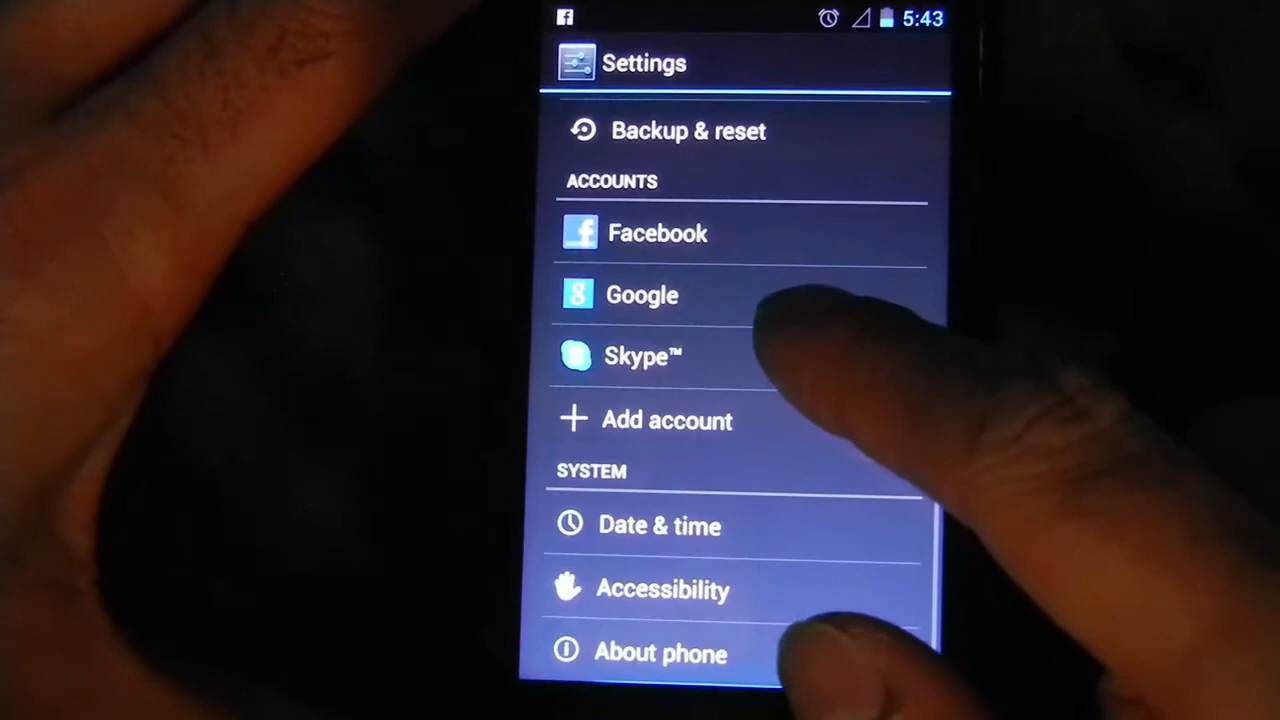 5:43
Settings
Backup & reset
ACCOUNTS
Facebook
Google
Skype™
Add account
SYSTEM
Date & time
Accessibility
About phone